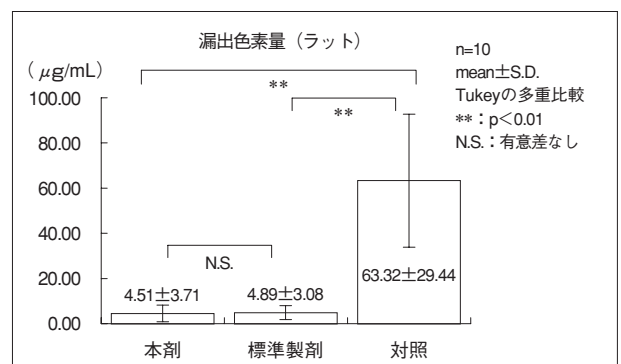 漏出色素量（ラット）
（μg/mL）
n=10
mean±S.D.
Tukeyの多重比較
**：p＜0.01
N.S.：有意差なし
**
**
100.00
80.00
60.00
40.00
20.00
0.00
N.S.
4.51±3.71
4.89±3.08
63.32±29.44
本剤
標準製剤
対照